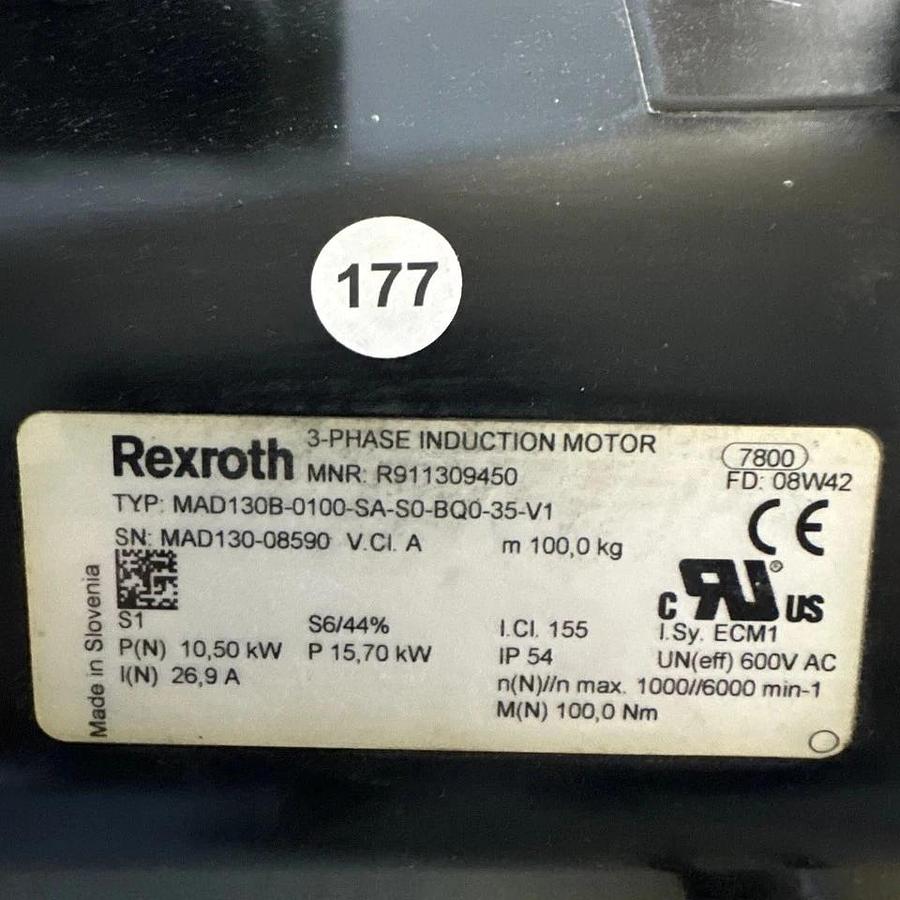 177
Rexroth
3-PHASE INDUCTION MOTOR
7800
MNR: R911309450
FD: 08W42
TYP: MAD130B-0100-SA-S0-BQ0-35-V1
CE
SN: MAD130-08590 V.Cl. A
m 100,0 kg
Made in Slovenia
c RU ® US
S1
S6/44%
I.Cl. 155
I.Sy. ECM1
P(N) 10,50 kW
P 15,70 kW
IP 54
UN(eff) 600V AC
I(N) 26,9 A
n(N)//n max. 1000//6000 min-1
M(N) 100,0 Nm